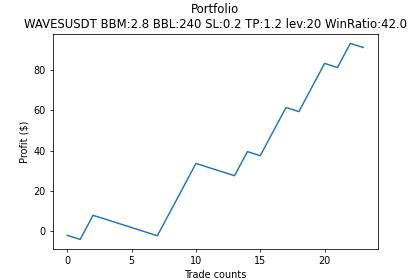 Portfolio
WAVESUSDT BBM:2.8 BBL:240 SL:0.2 TP:1.2 lev:20 WinRatio:42.0
80
60
40
20
0
Profit ($)
0 5 10 15 20
Trade counts